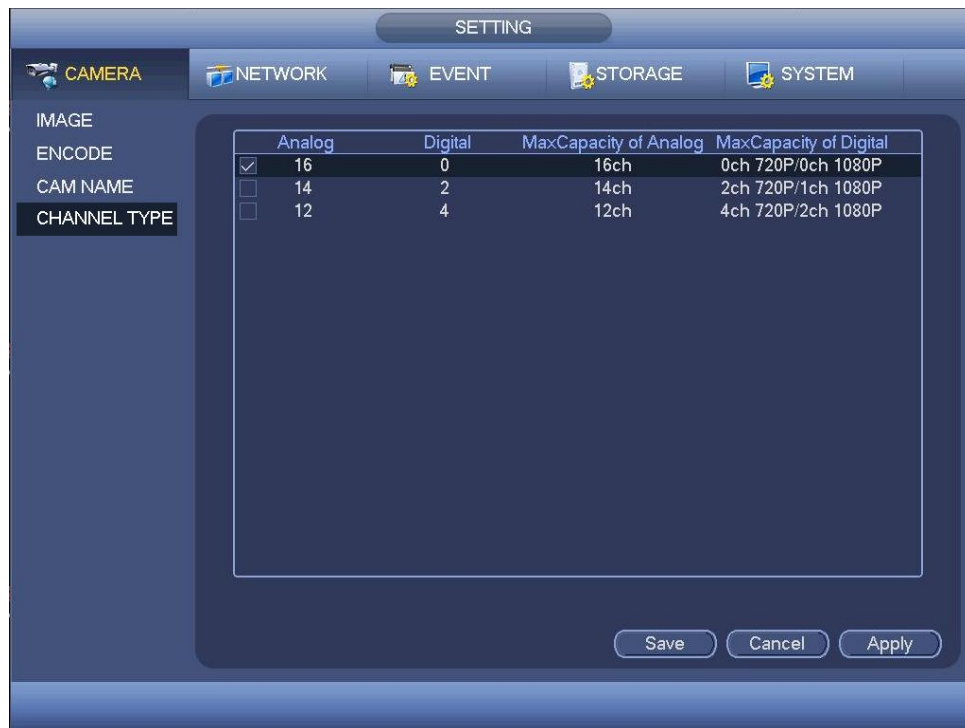 SETTING
CAMERA NETWORK EVENT STORAGE SYSTEM
IMAGE
ENCODE
CAM NAME
CHANNEL TYPE
Analog Digital MaxCapacity of Analog MaxCapacity of Digital
16 0 16ch 0ch 720P/0ch 1080P
14 2 14ch 2ch 720P/1ch 1080P
12 4 12ch 4ch 720P/2ch 1080P
Save Cancel Apply